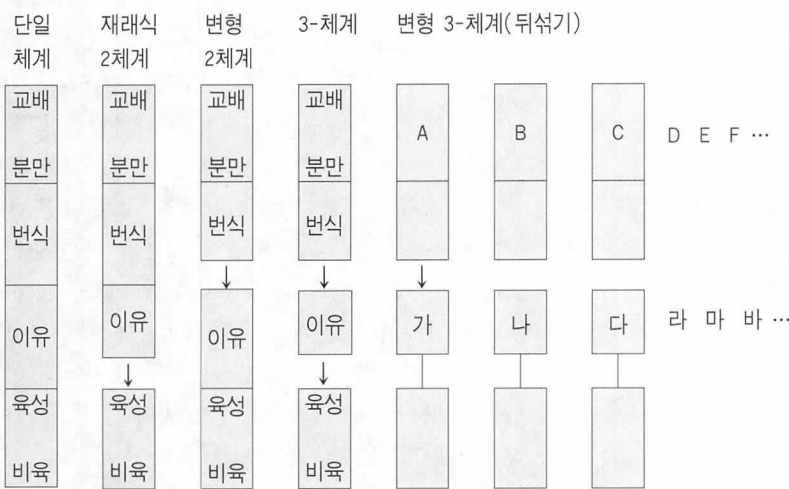 단일 재래식 변형 3-체계 변형 3-체계(뒤섞기)
체계 2체계 2체계
교배 교배 교배 교배
A B C D E F …
분만 분만 분만 분만
번식 번식 번식 번식
이유 이유 이유 이유 가 나 다 라 마 바 …
육성 육성 육성 육성
비육 비육 비육 비육